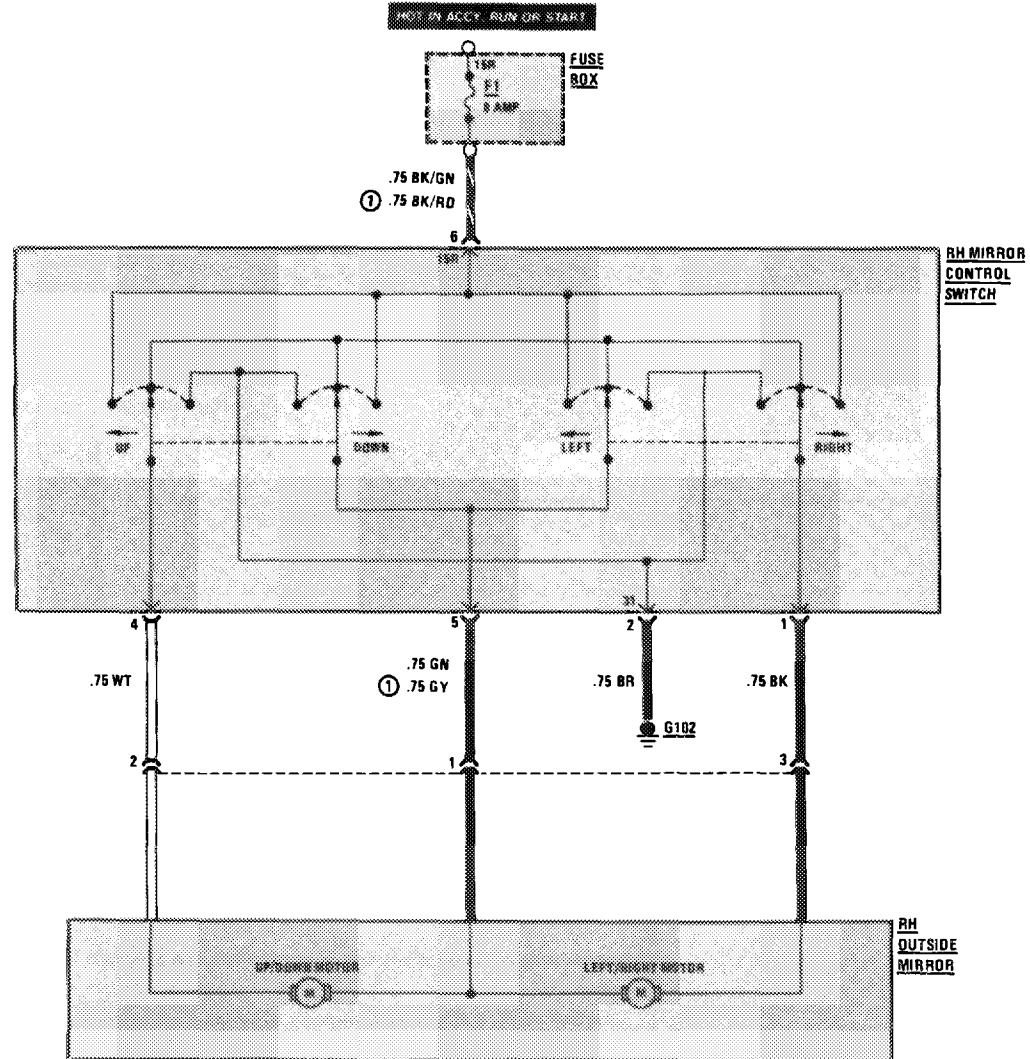 HOT IN ACCY, RUN OR START
15R
F1
8 AMP
FUSE
BOX
.75 BK/GN
1 .75 BK/RD
6
15R
RH MIRROR
CONTROL
SWITCH
UP
DOWN
LEFT
RIGHT
31
4
5
2
1
.75 WT
.75 GN
1 .75 GY
.75 BR
.75 BK
G102
2
1
3
RH
OUTSIDE
MIRROR
UP/DOWN MOTOR
LEFT/RIGHT MOTOR
M
M